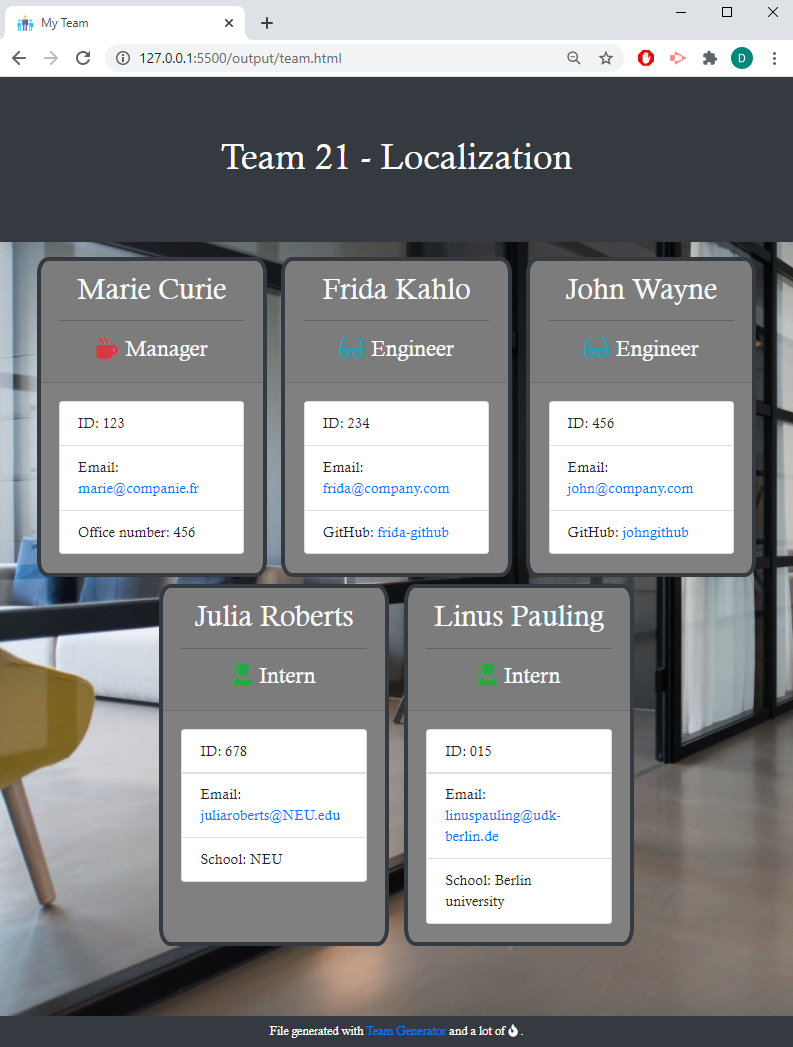 My Team
127.0.0.1:5500/output/team.html
D
Team 21 - Localization
Marie Curie
Manager
ID: 123
Email:
marie@companie.fr
Office number: 456
Frida Kahlo
Engineer
ID: 234
Email:
frida@company.com
GitHub: frida-github
John Wayne
Engineer
ID: 456
Email:
john@company.com
GitHub: johngithub
Julia Roberts
Intern
ID: 678
Email:
juliaroberts@NEU.edu
School: NEU
Linus Pauling
Intern
ID: 015
Email:
linuspauling@udk-
berlin.de
School: Berlin
university
File generated with Team Generator and a lot of .